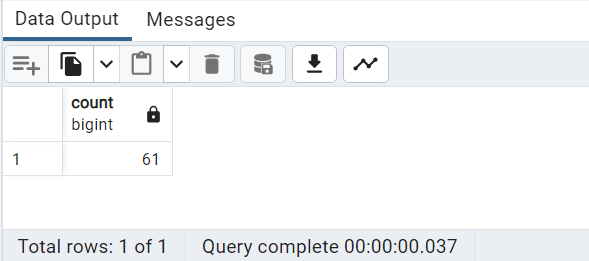 Data Output Messages
count
bigint
1 61
Total rows: 1 of 1 Query complete 00:00:00.037